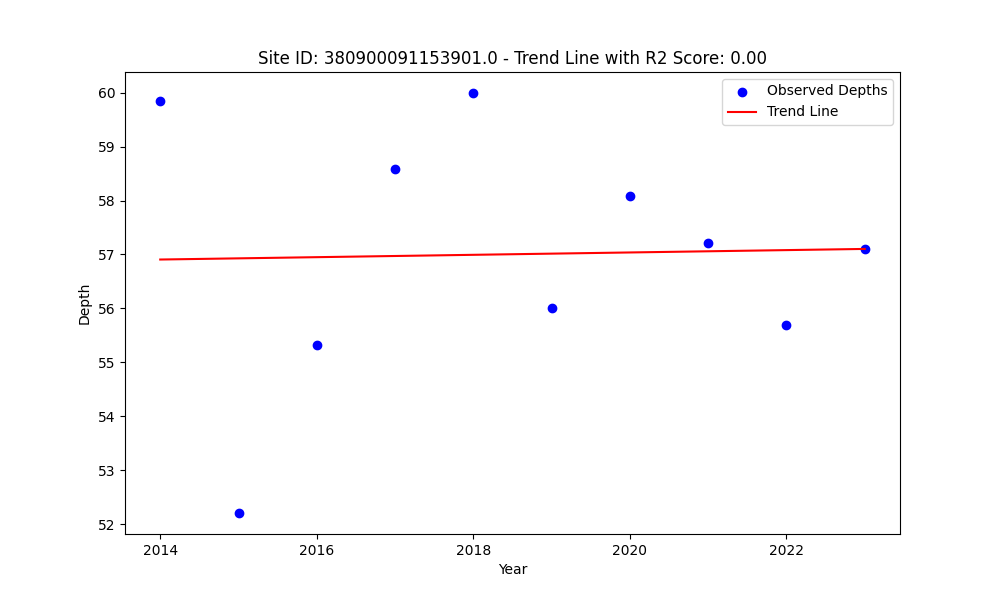 Site ID: 380900091153901.0 - Trend Line with R2 Score: 0.00
Observed Depths
Trend Line
60
59
58
57
56
55
54
53
52
Depth
2014
2016
2018
2020
2022
Year